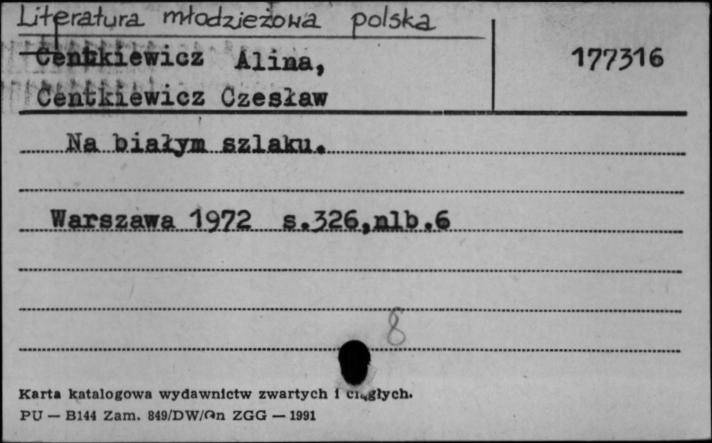 Literatura młodzieżowa polska
Centkiewicz Alina, 177316
Centkiewicz Czesław
Na białym szlaku.
Warszawa 1972 s.326,nlb.6
8
Karta katalogowa wydawnictw zwartych i ciągłych.
PU — B144 Zam. 849/DW/On ZGG — 1991